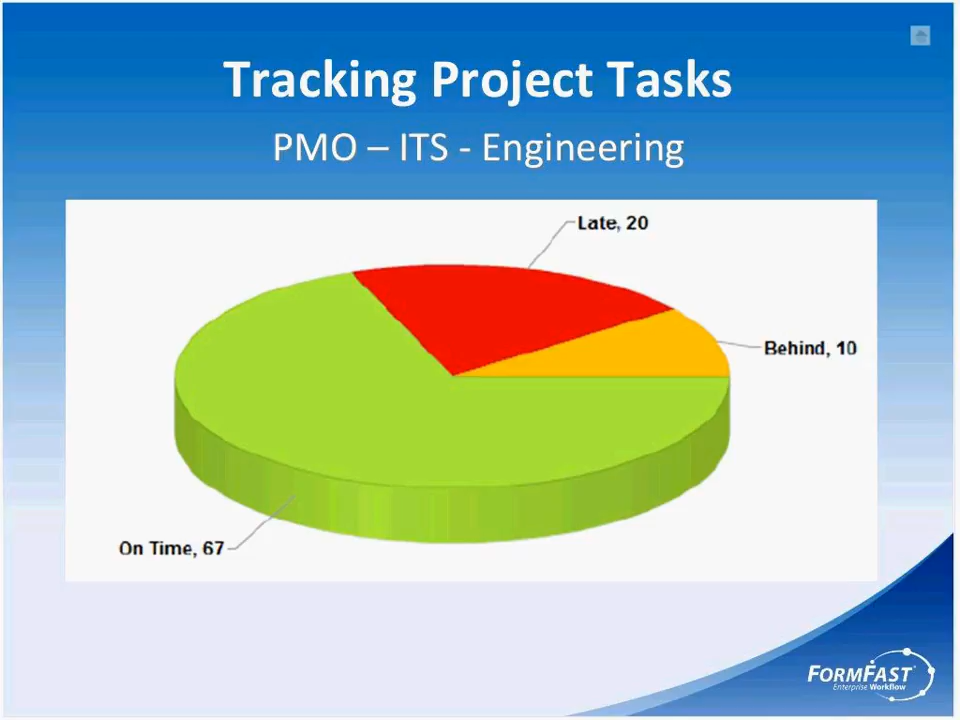 Tracking Project Tasks
PMO – ITS - Engineering
Late, 20
Behind, 10
On Time, 67
FORMFAST
Enterprise Workflow